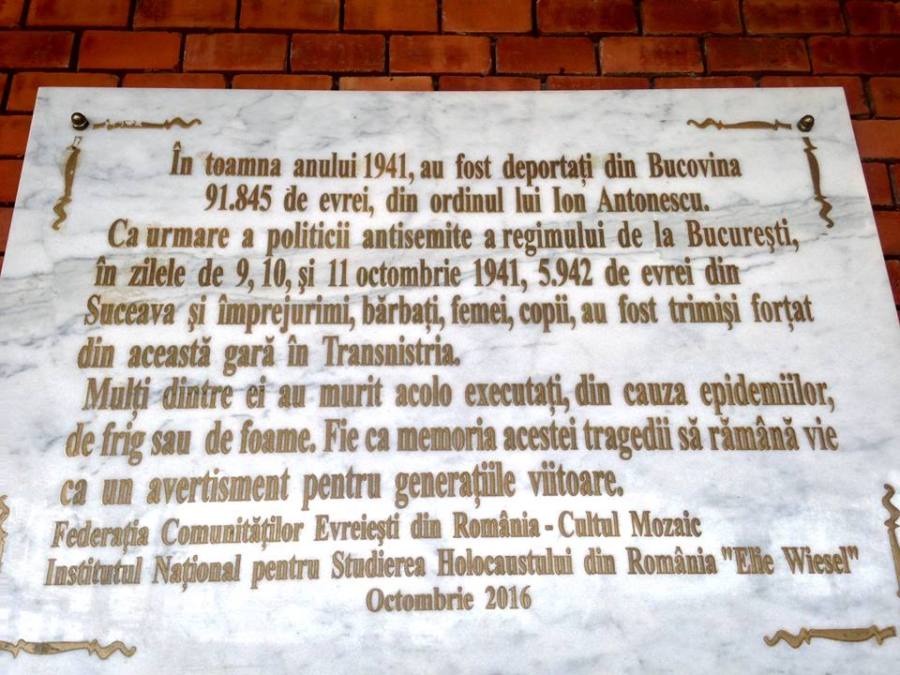 În toamna anului 1941, au fost deportați din Bucovina
91.845 de evrei, din ordinul lui Ion Antonescu.
Ca urmare a politicii antisemite a regimului de la București,
în zilele de 9, 10, și 11 octombrie 1941, 5.942 de evrei din
Suceava și împrejurimi, bărbați, femei, copii, au fost trimiși forțat
din această gară în Transnistria.
Mulți dintre ei au murit acolo executați, din cauza epidemiilor,
de frig sau de foame. Fie ca memoria acestei tragedii să rămână vie
ca un avertisment pentru generațiile viitoare.
Federația Comunităților Evreiești din România - Cultul Mozaic
Institutul Național pentru Studierea Holocaustului din România "Elie Wiesel"
Octombrie 2016